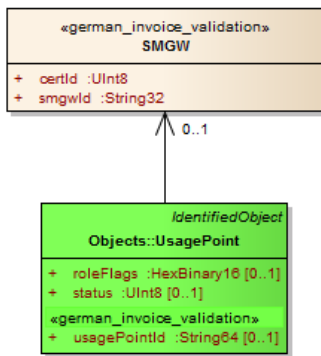 «german_invoice_validation»
SMGW
+ certId :UInt8
+ smgwId :String32
0..1
IdentifiedObject
Objects::UsagePoint
+ roleFlags :HexBinary16 [0..1]
+ status :UInt8 [0..1]
«german_invoice_validation»
+ usagePointId :String64 [0..1]